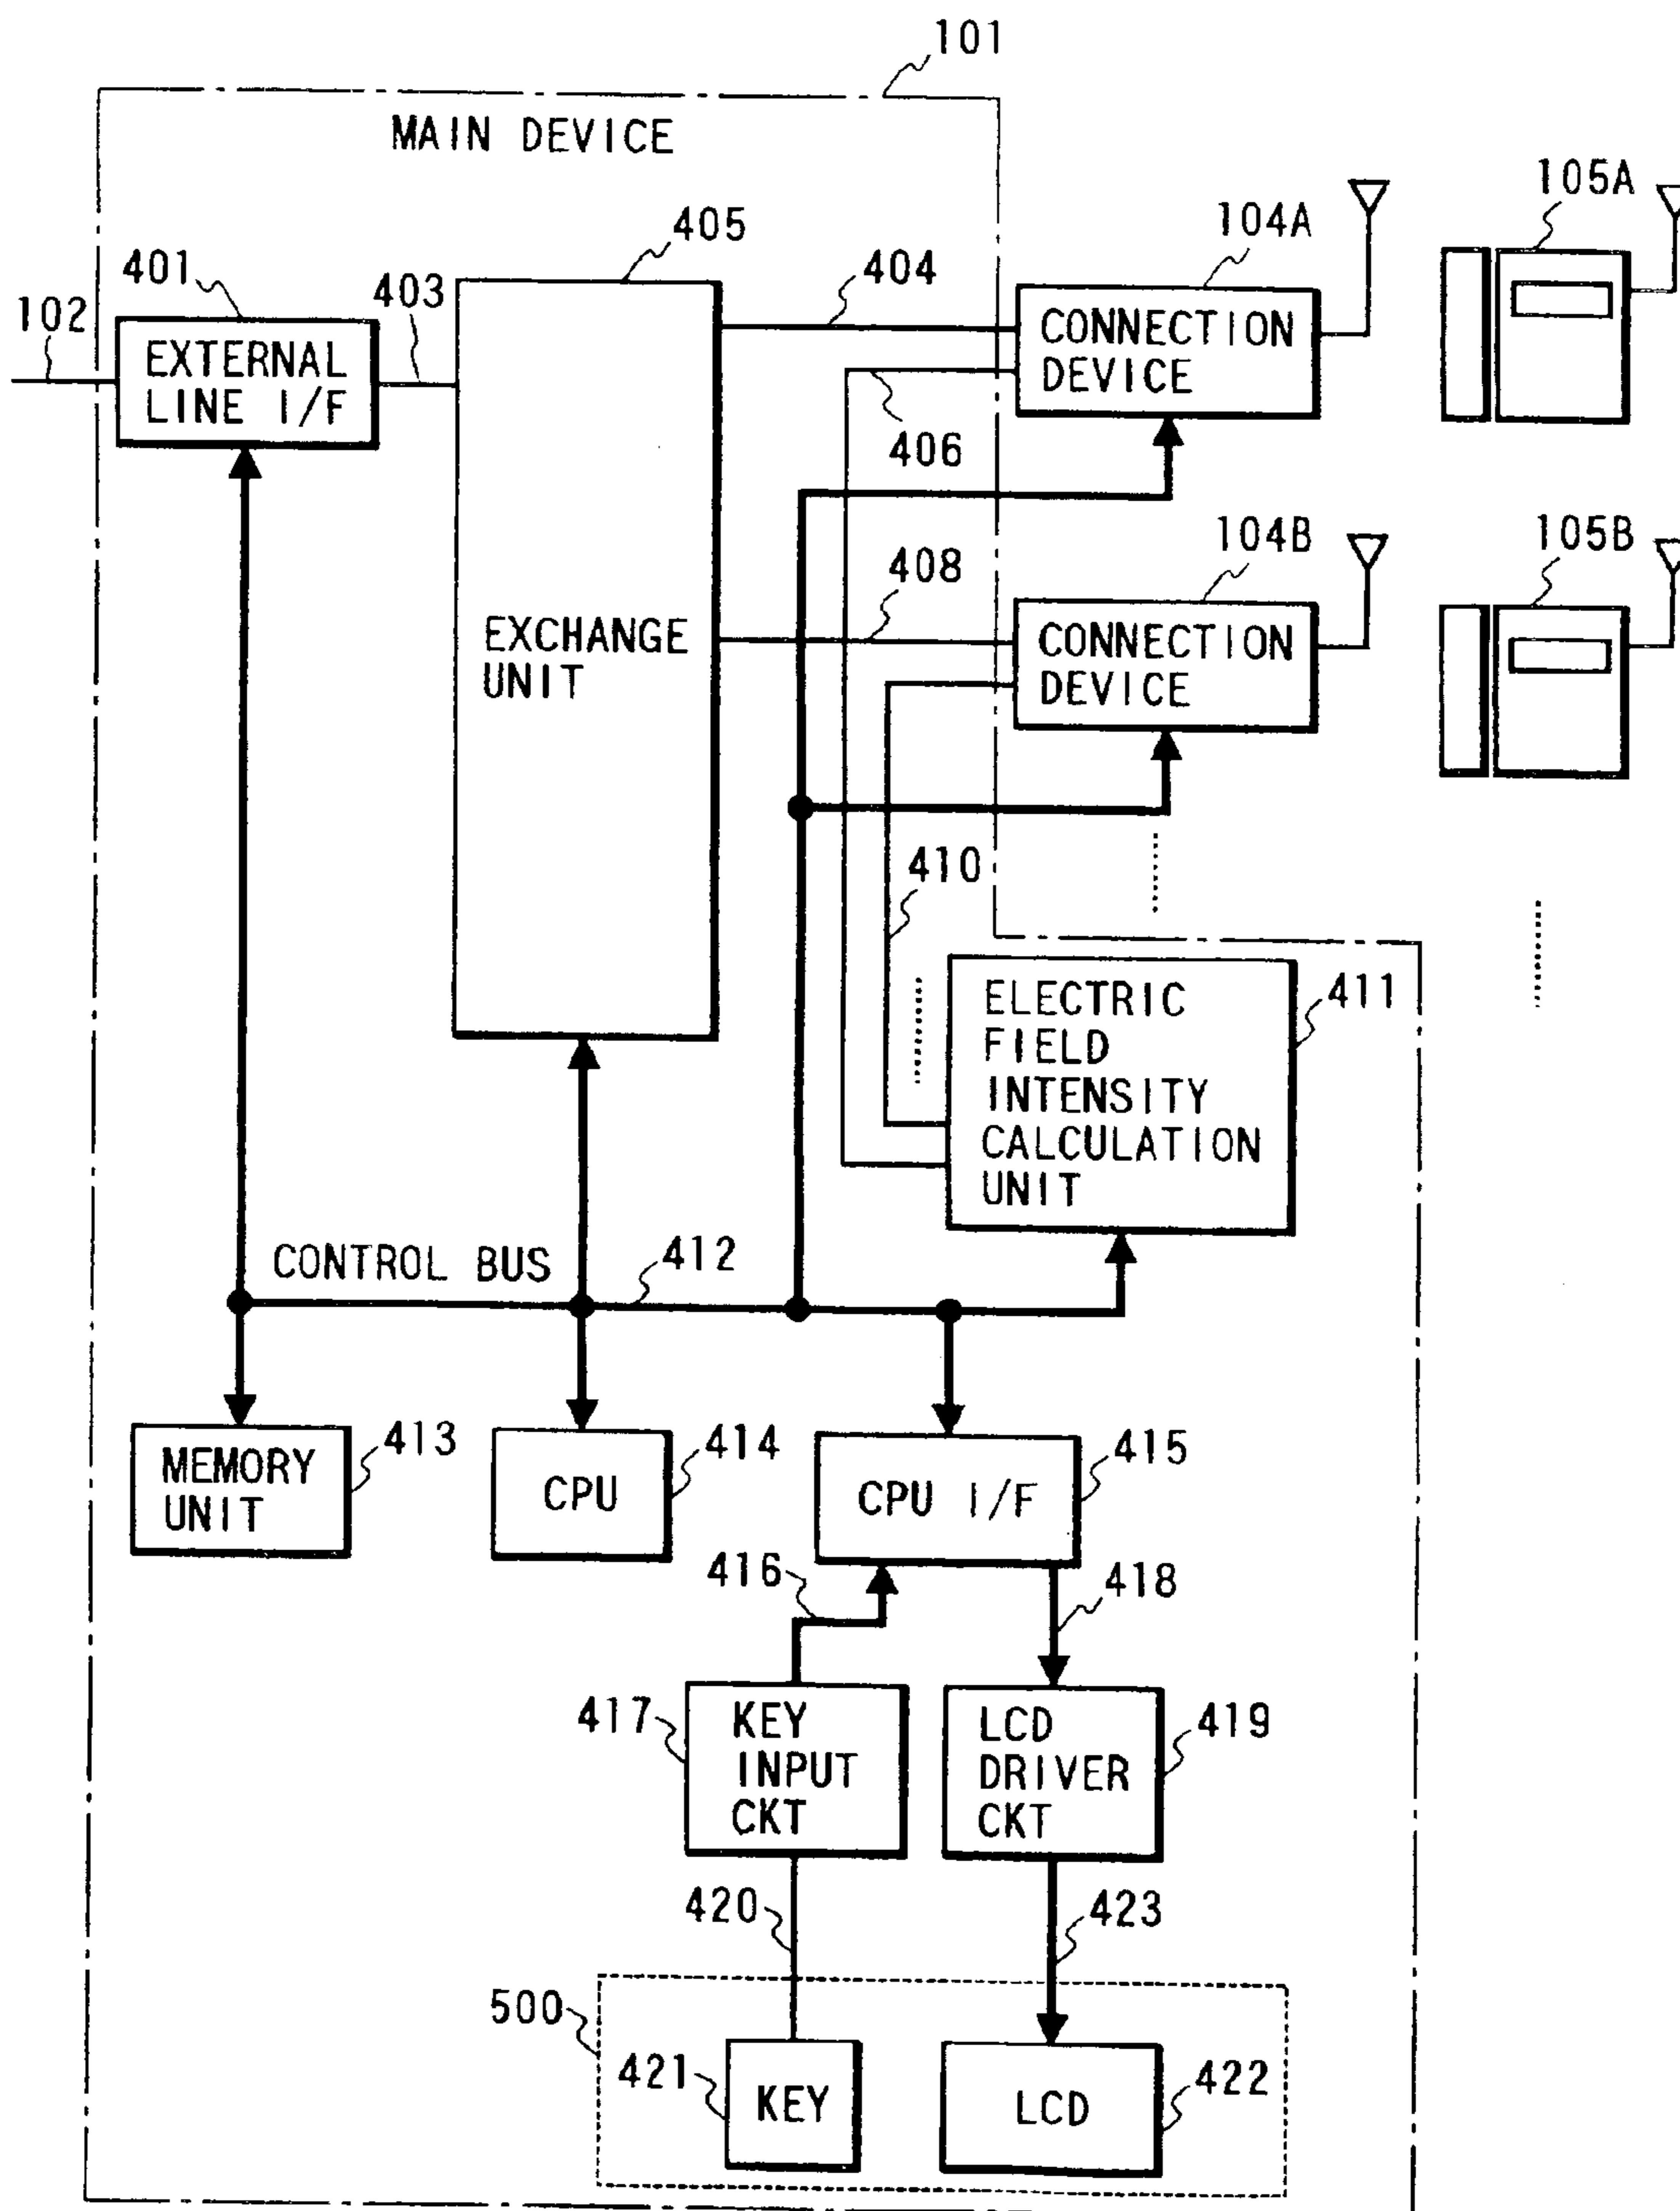 101
MAIN DEVICE
105A
104A
405
404
401
403
102
CONNECTION
DEVICE
EXTERNAL
LINE I/F
406
104B
105B
408
EXCHANGE
UNIT
CONNECTION
DEVICE
410
ELECTRIC
FIELD
INTENSITY
CALCULATION
UNIT
411
CONTROL BUS
412
MEMORY
UNIT
413
CPU
414
CPU I/F
415
416
418
417
KEY
INPUT
CKT
LCD
DRIVER
CKT
419
420
423
500
421
KEY
LCD
422